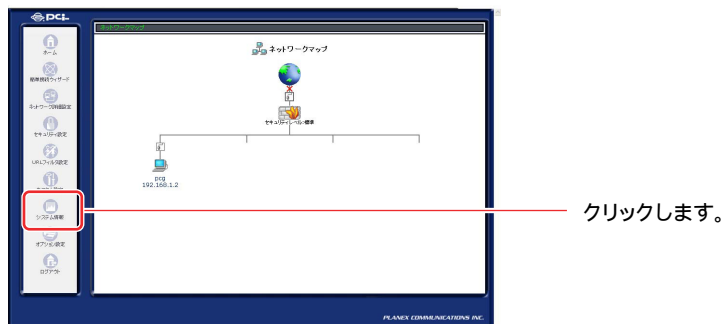 PCI
ネットワークマップ
ネットワークマップ
ホーム
簡単接続ウィザード
ネットワーク詳細設定
セキュリティ設定
URLフィルタ設定
システム情報
オプション設定
ログアウト
セキュリティレベル:標準
pcg
192.168.1.2
クリックします。
PLANEX COMMUNICATIONS INC.